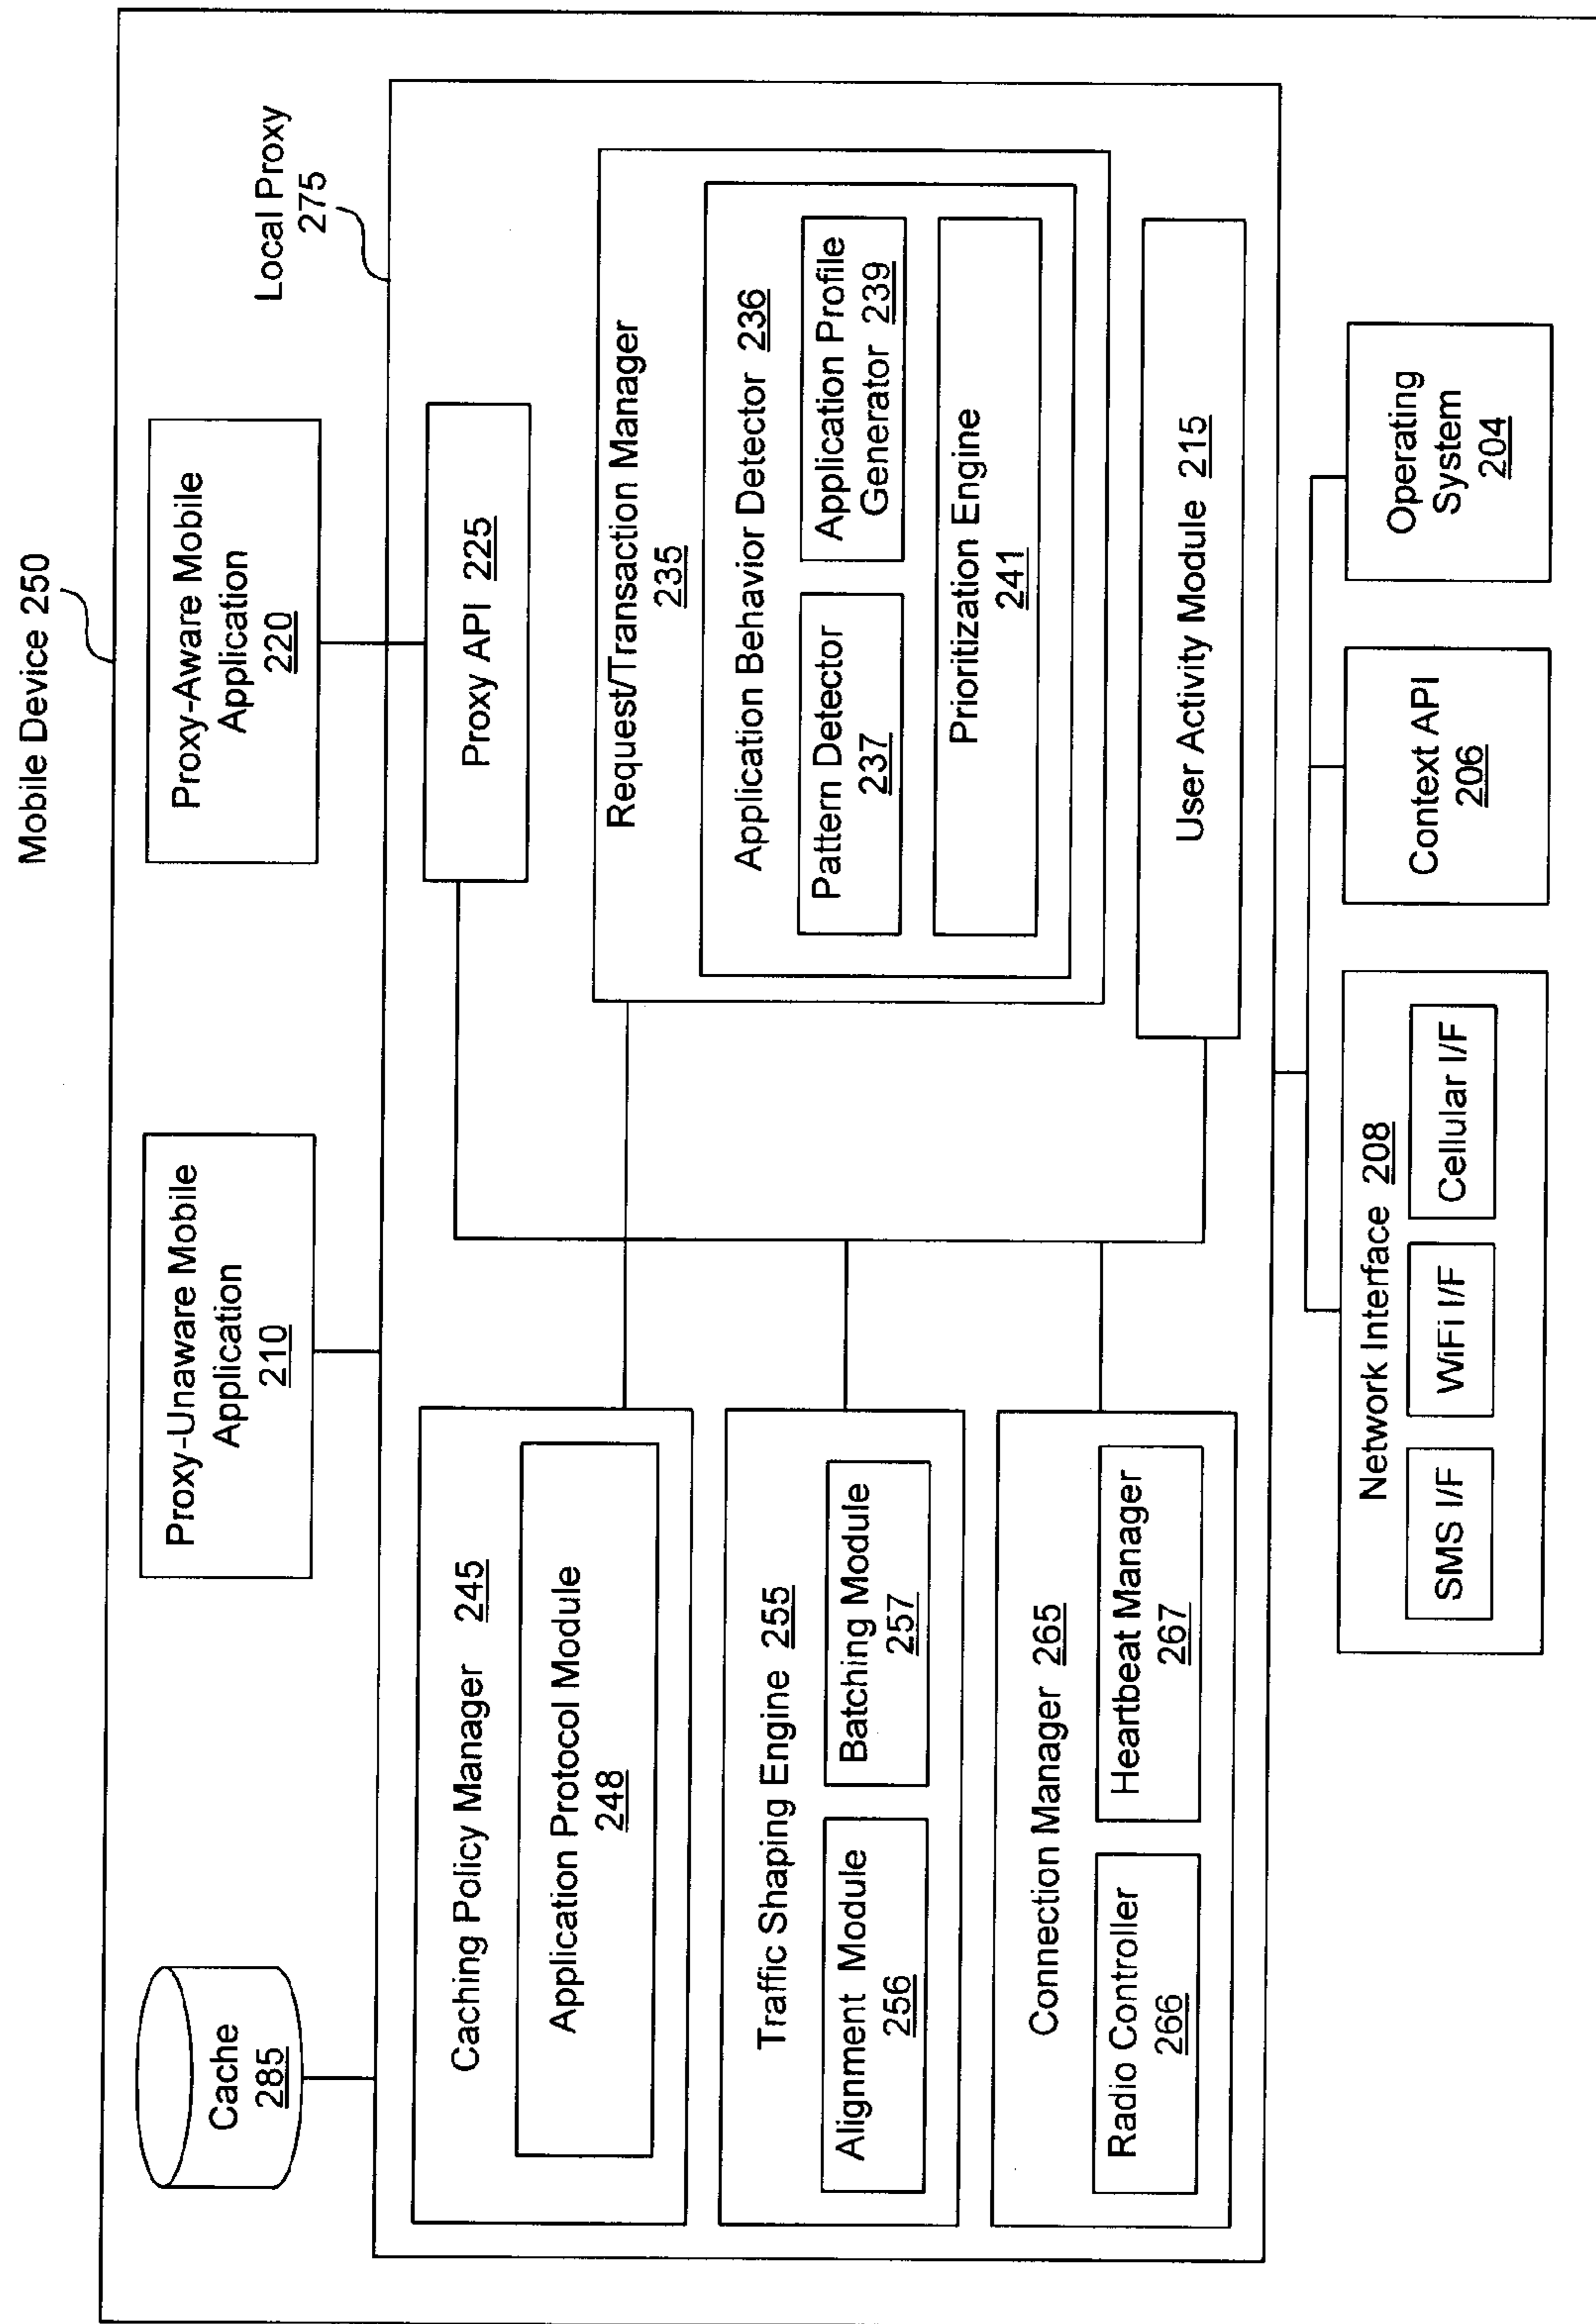 Mobile Device 250
Cache
285
Proxy-Unaware Mobile
Application
210
Proxy-Aware Mobile
Application
220
Local Proxy
275
Caching Policy Manager 245
Application Protocol Module
248
Traffic Shaping Engine 255
Alignment Module
256
Batching Module
257
Connection Manager 265
Radio Controller
266
Heartbeat Manager
267
Proxy API 225
Request/Transaction Manager
235
Application Behavior Detector 236
Pattern Detector
237
Application Profile
Generator 239
Prioritization Engine
241
User Activity Module 215
Network Interface 208
SMS I/F
WiFi I/F
Cellular I/F
Context API
206
Operating
System
204